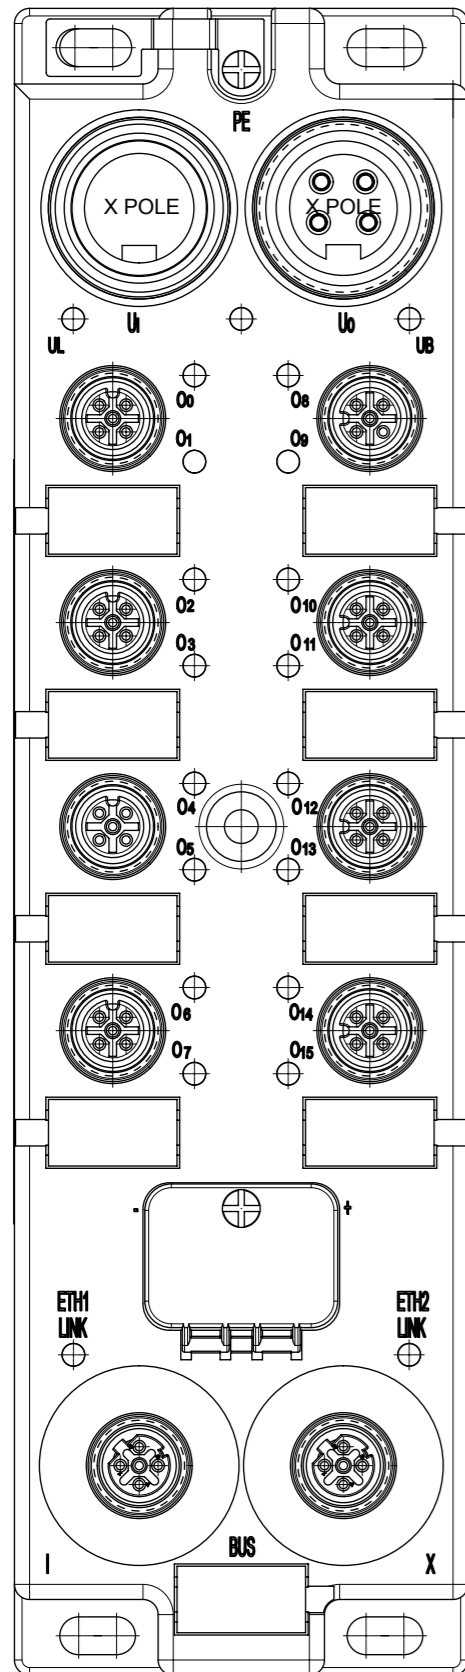 PE
X POLE X POLE
UI U0
UL UB
O0 O8
O1 O9
O2 O10
O3 O11
O4 O12
O5 O13
O6 O14
O7 O15
- +
ETH1 ETH2
LINK LINK
BUS
I X